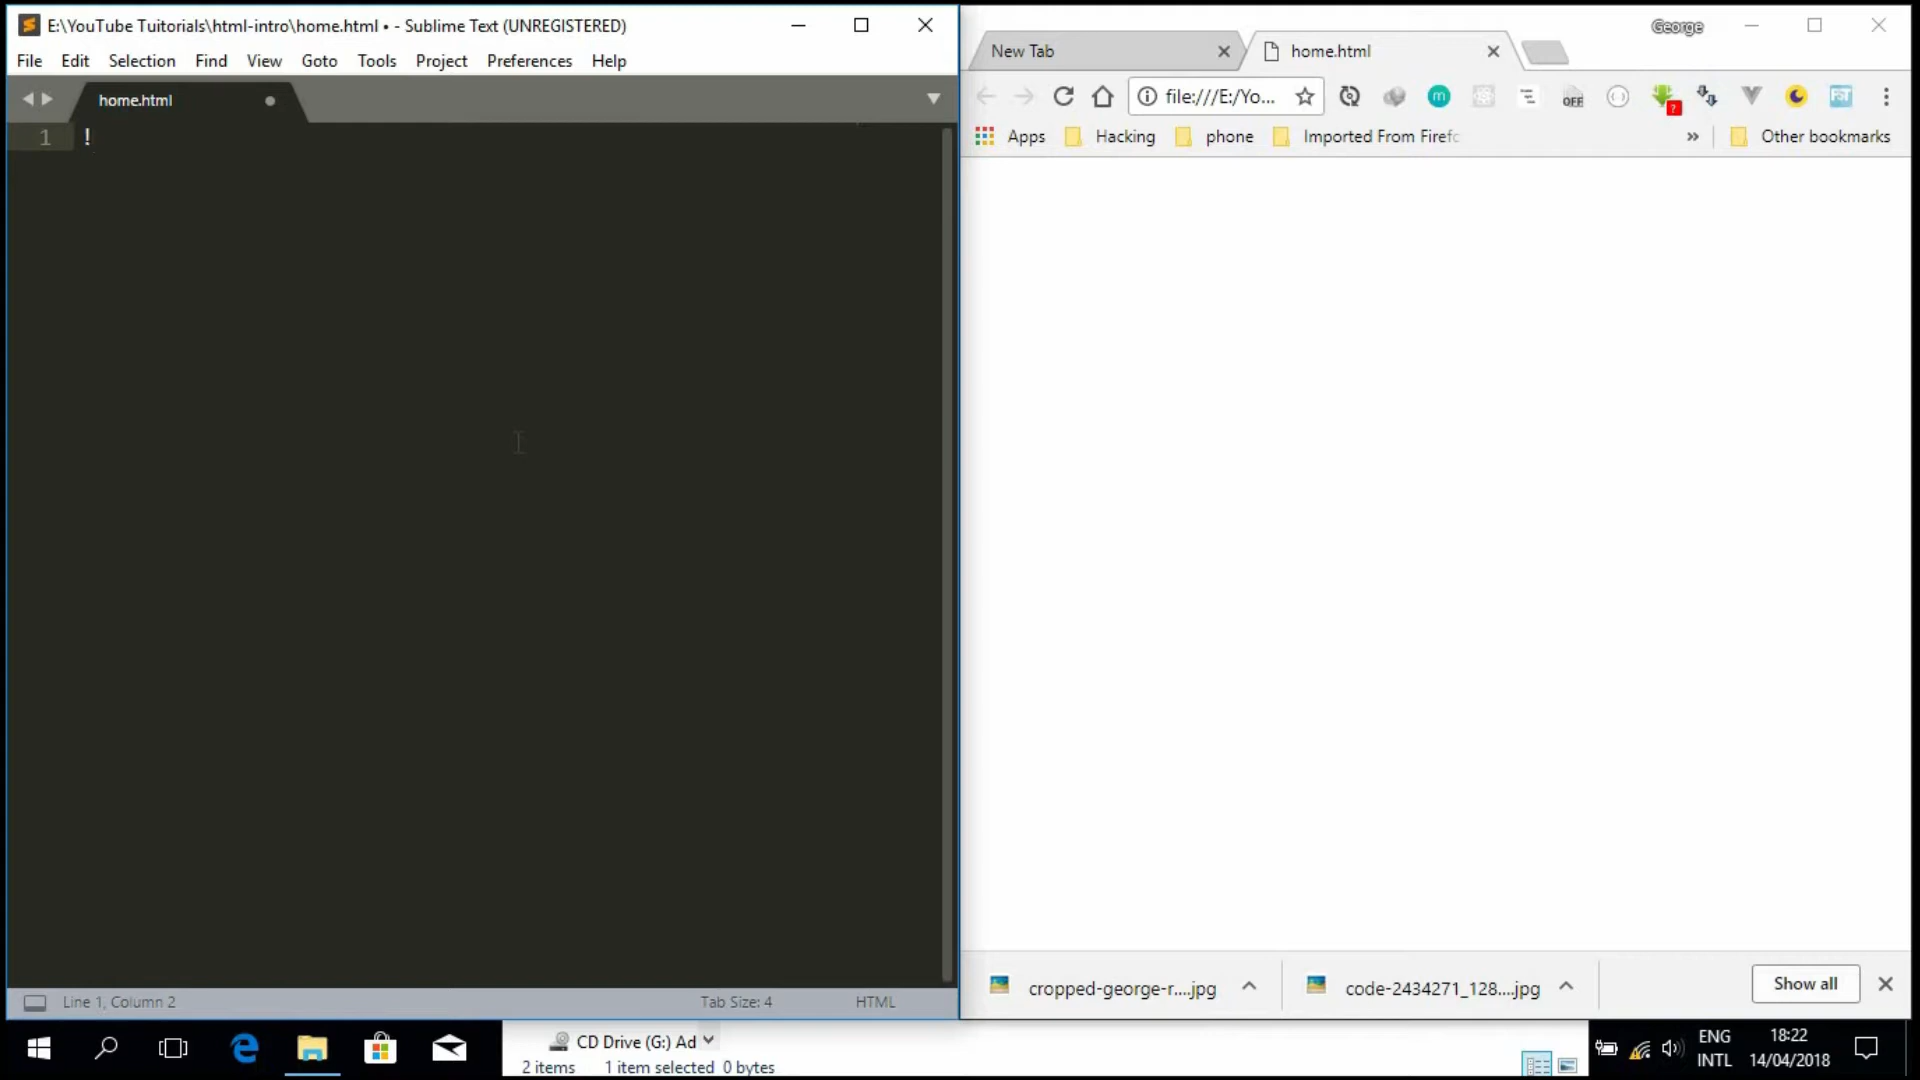 E:\YouTube Tuitorials\html-intro\home.html • - Sublime Text (UNREGISTERED)
File Edit Selection Find View Goto Tools Project Preferences Help
home.html
1 !
Line 1, Column 2
Tab Size: 4
HTML
George
New Tab
home.html
file:///E:/Yo...
m
OFF
?
FST
Apps
Hacking
phone
Imported From Firefo
»
Other bookmarks
cropped-george-r....jpg
code-2434271_128....jpg
Show all
CD Drive (G:) Ad
2 items 1 item selected 0 bytes
ENG
INTL
18:22
14/04/2018